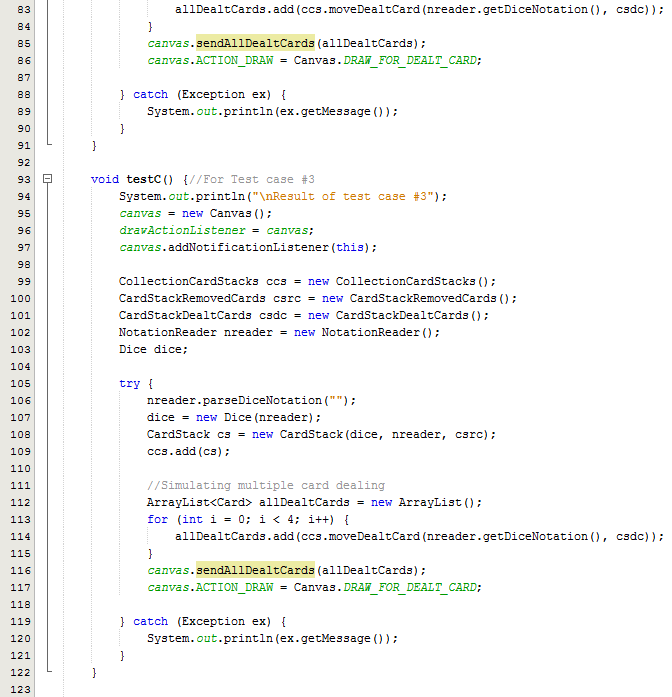 83 allDealtCards.add(ccs.moveDealtCard(nreader.getDiceNotation(), csdc));
84 }
85 canvas.sendAllDealtCards(allDealtCards);
86 canvas.ACTION_DRAW = Canvas.DRAW_FOR_DEALT_CARD;
87
88 } catch (Exception ex) {
89 System.out.println(ex.getMessage());
90 }
91 }
92
93 void testC() {//For Test case #3
94 System.out.println("\nResult of test case #3");
95 canvas = new Canvas();
96 drawActionListener = canvas;
97 canvas.addNotificationListener(this);
98
99 CollectionCardStacks ccs = new CollectionCardStacks();
100 CardStackRemovedCards csrc = new CardStackRemovedCards();
101 CardStackDealtCards csdc = new CardStackDealtCards();
102 NotationReader nreader = new NotationReader();
103 Dice dice;
104
105 try {
106 nreader.parseDiceNotation("");
107 dice = new Dice(nreader);
108 CardStack cs = new CardStack(dice, nreader, csrc);
109 ccs.add(cs);
110
111 //Simulating multiple card dealing
112 ArrayList<Card> allDealtCards = new ArrayList();
113 for (int i = 0; i < 4; i++) {
114 allDealtCards.add(ccs.moveDealtCard(nreader.getDiceNotation(), csdc));
115 }
116 canvas.sendAllDealtCards(allDealtCards);
117 canvas.ACTION_DRAW = Canvas.DRAW_FOR_DEALT_CARD;
118
119 } catch (Exception ex) {
120 System.out.println(ex.getMessage());
121 }
122 }
123